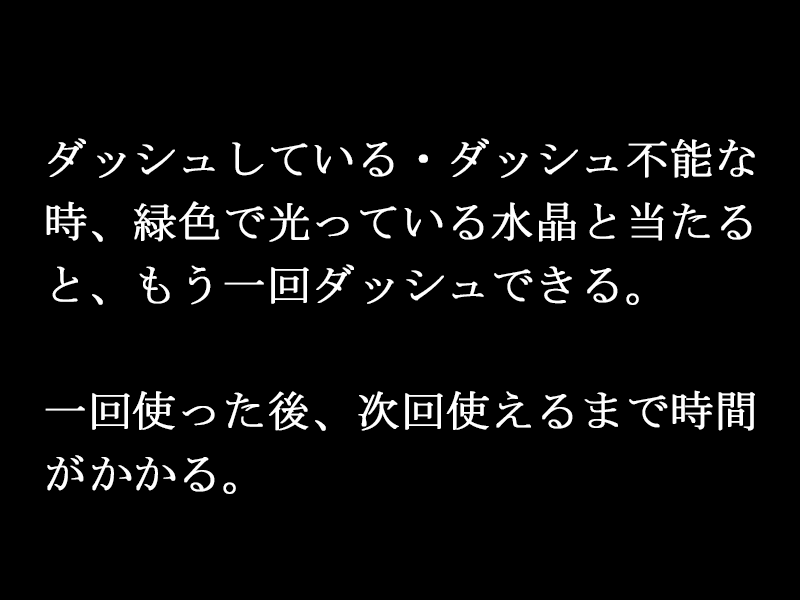 ダッシュしている・ダッシュ不能な
時、緑色で光っている水晶と当たる
と、もう一回ダッシュできる。
一回使った後、次回使えるまで時間
がかかる。